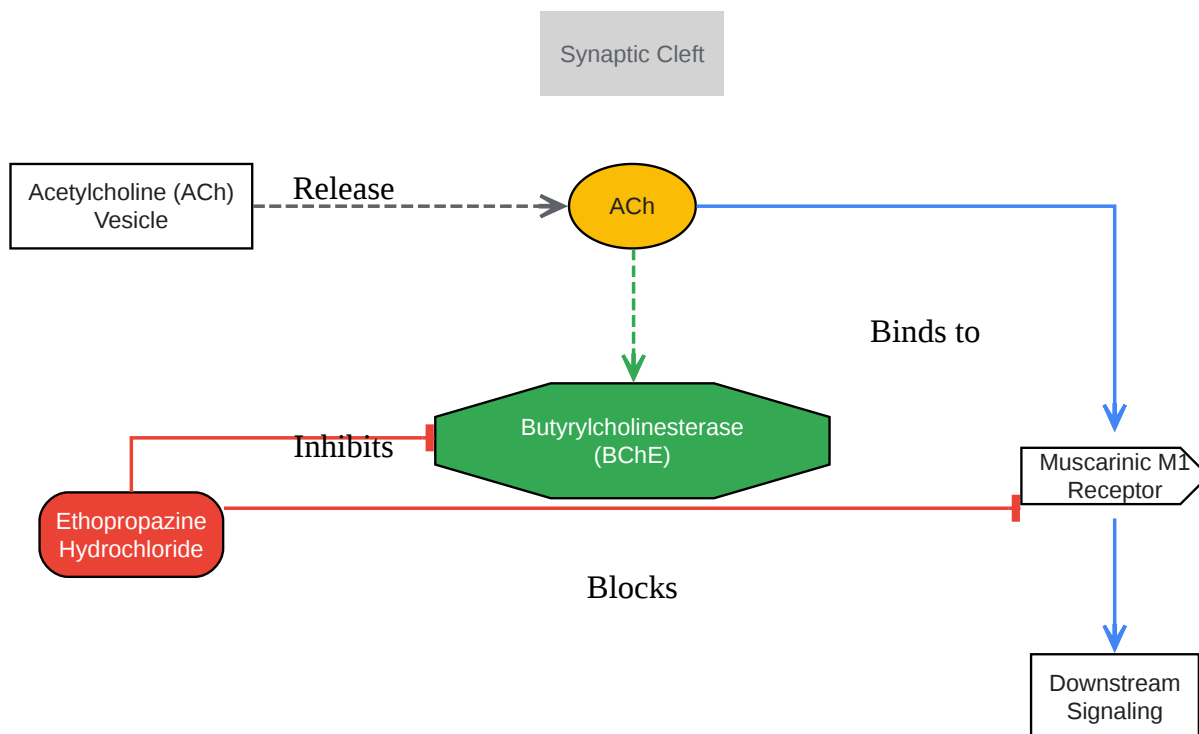 Synaptic Cleft
Acetylcholine (ACh)
Vesicle
Release
ACh
Binds to
Butyrylcholinesterase
(BChE)
Inhibits
Muscarinic M1
Receptor
Ethopropazine
Hydrochloride
Blocks
Downstream
Signaling